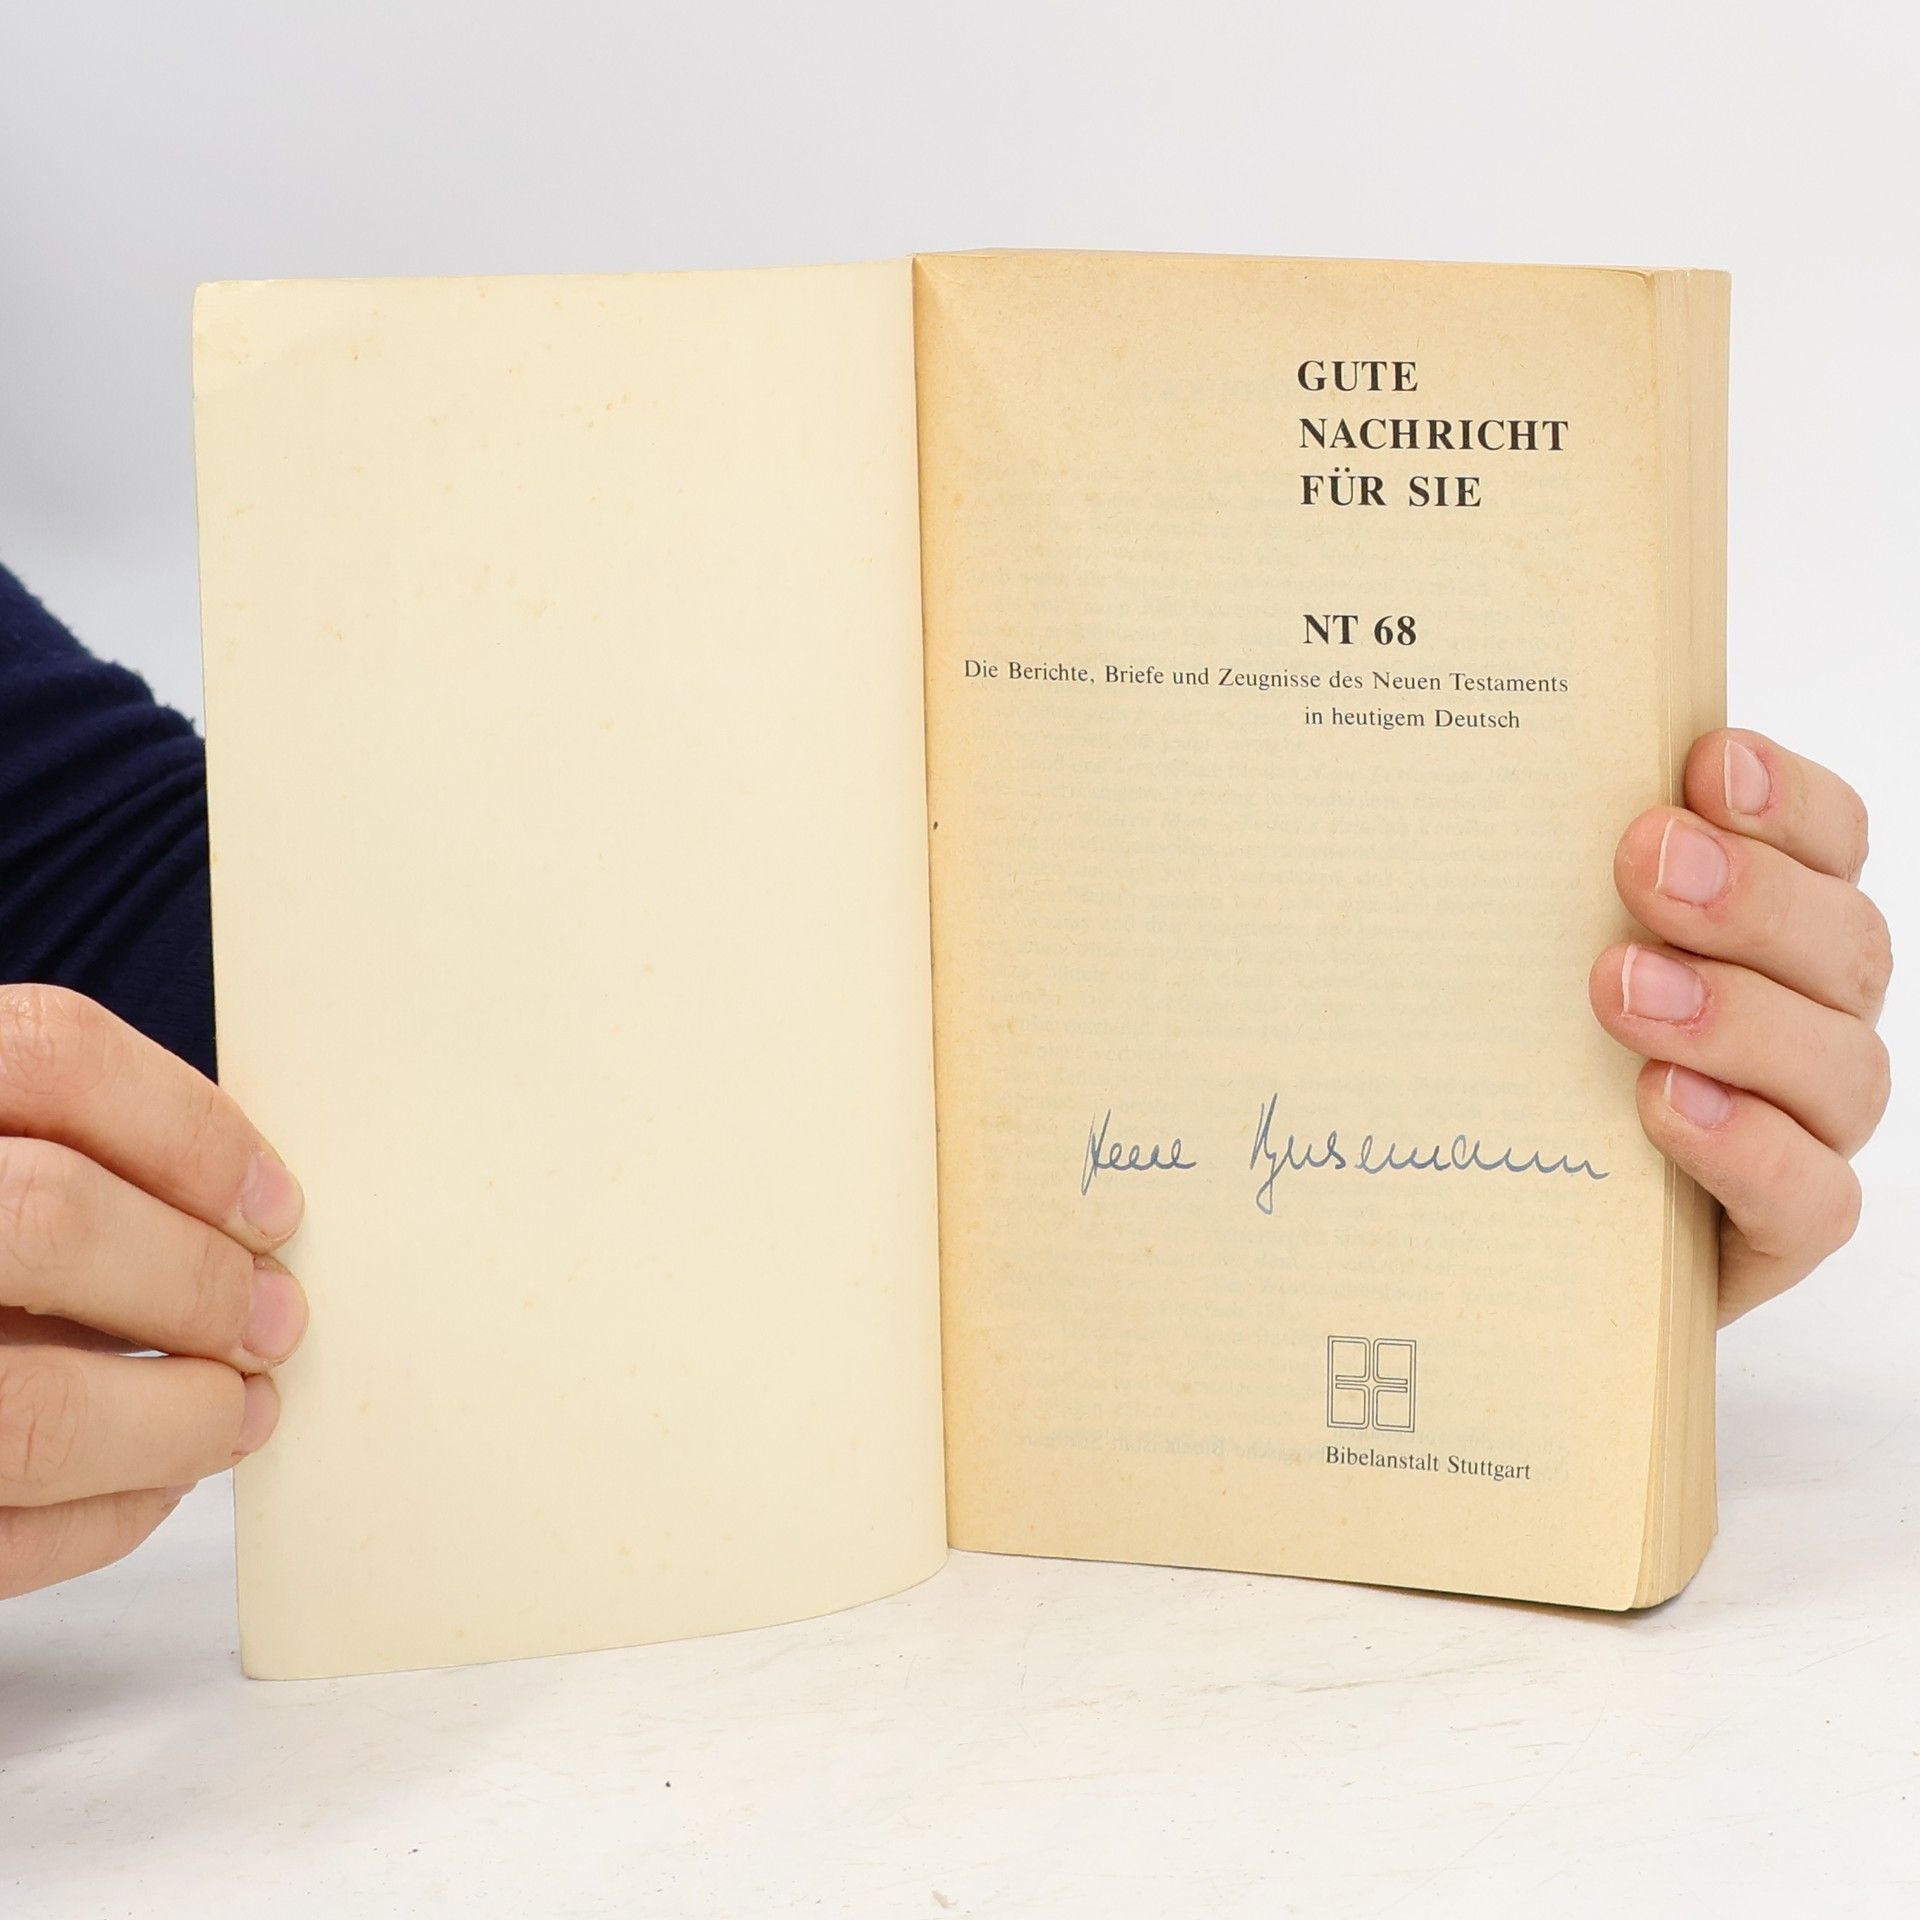 GUTE
NACHRICHT
FÜR SIE
NT 68
Die Berichte, Briefe und Zeugnisse des Neuen Testaments
in heutigem Deutsch
Bibelanstalt Stuttgart